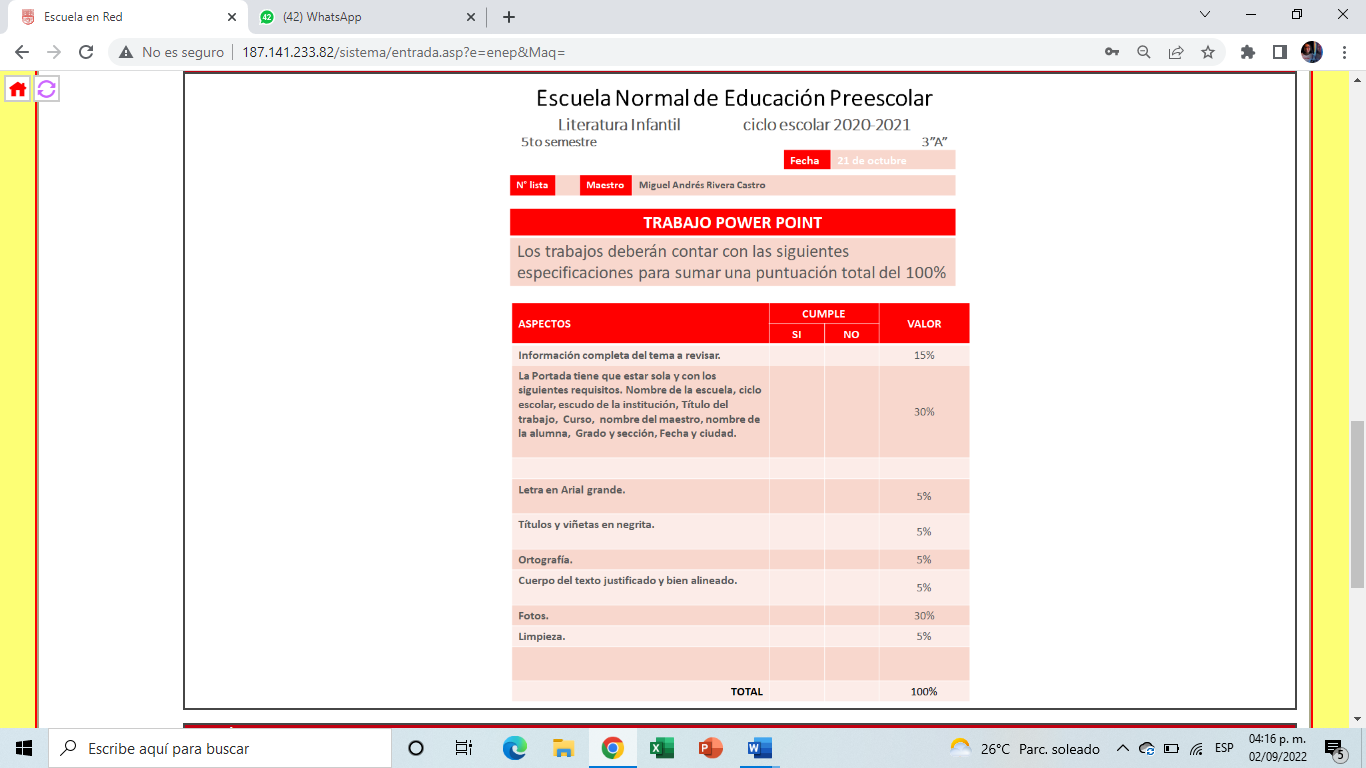 Escuela en Red
42
(42) WhatsApp
No es seguro
187.141.233.82/sistema/entrada.asp?e=enep&Maq=
Escuela Normal de Educación Preescolar
Literatura Infantil ciclo escolar 2020-2021
5to semestre 3"A"
Fecha 21 de octubre
N° lista Maestro Miguel Andrés Rivera Castro
TRABAJO POWER POINT
Los trabajos deberán contar con las siguientes
especificaciones para sumar una puntuación total del 100%
ASPECTOS CUMPLE VALOR
SI NO
Información completa del tema a revisar. 15%
La Portada tiene que estar sola y con los
siguientes requisitos. Nombre de la escuela, ciclo
escolar, escudo de la institución, Título del
trabajo, Curso, nombre del maestro, nombre de
la alumna, Grado y sección, Fecha y ciudad.
30%
Letra en Arial grande. 5%
Títulos y viñetas en negrita. 5%
Ortografía. 5%
Cuerpo del texto justificado y bien alineado. 5%
Fotos. 30%
Limpieza. 5%
TOTAL 100%
Escribe aquí para buscar
26°C Parc. soleado
ESP
04:16 p. m.
02/09/2022
5